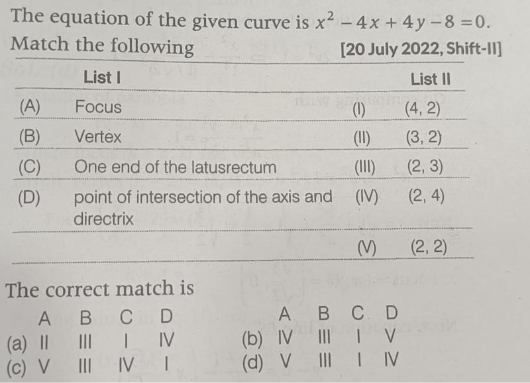 The equation of the given curve is x² – 4x + 4y – 8 = 0.
Match the following [20 July 2022, Shift-II]
List I List II
(A) Focus (I) (4, 2)
(B) Vertex (II) (3, 2)
(C) One end of the latusrectum (III) (2, 3)
(D) point of intersection of the axis and directrix (IV) (2, 4)
(V) (2, 2)
The correct match is
A B C D A B C D
(a) II III I IV (b) IV III I V
(c) V III IV I (d) V III I IV